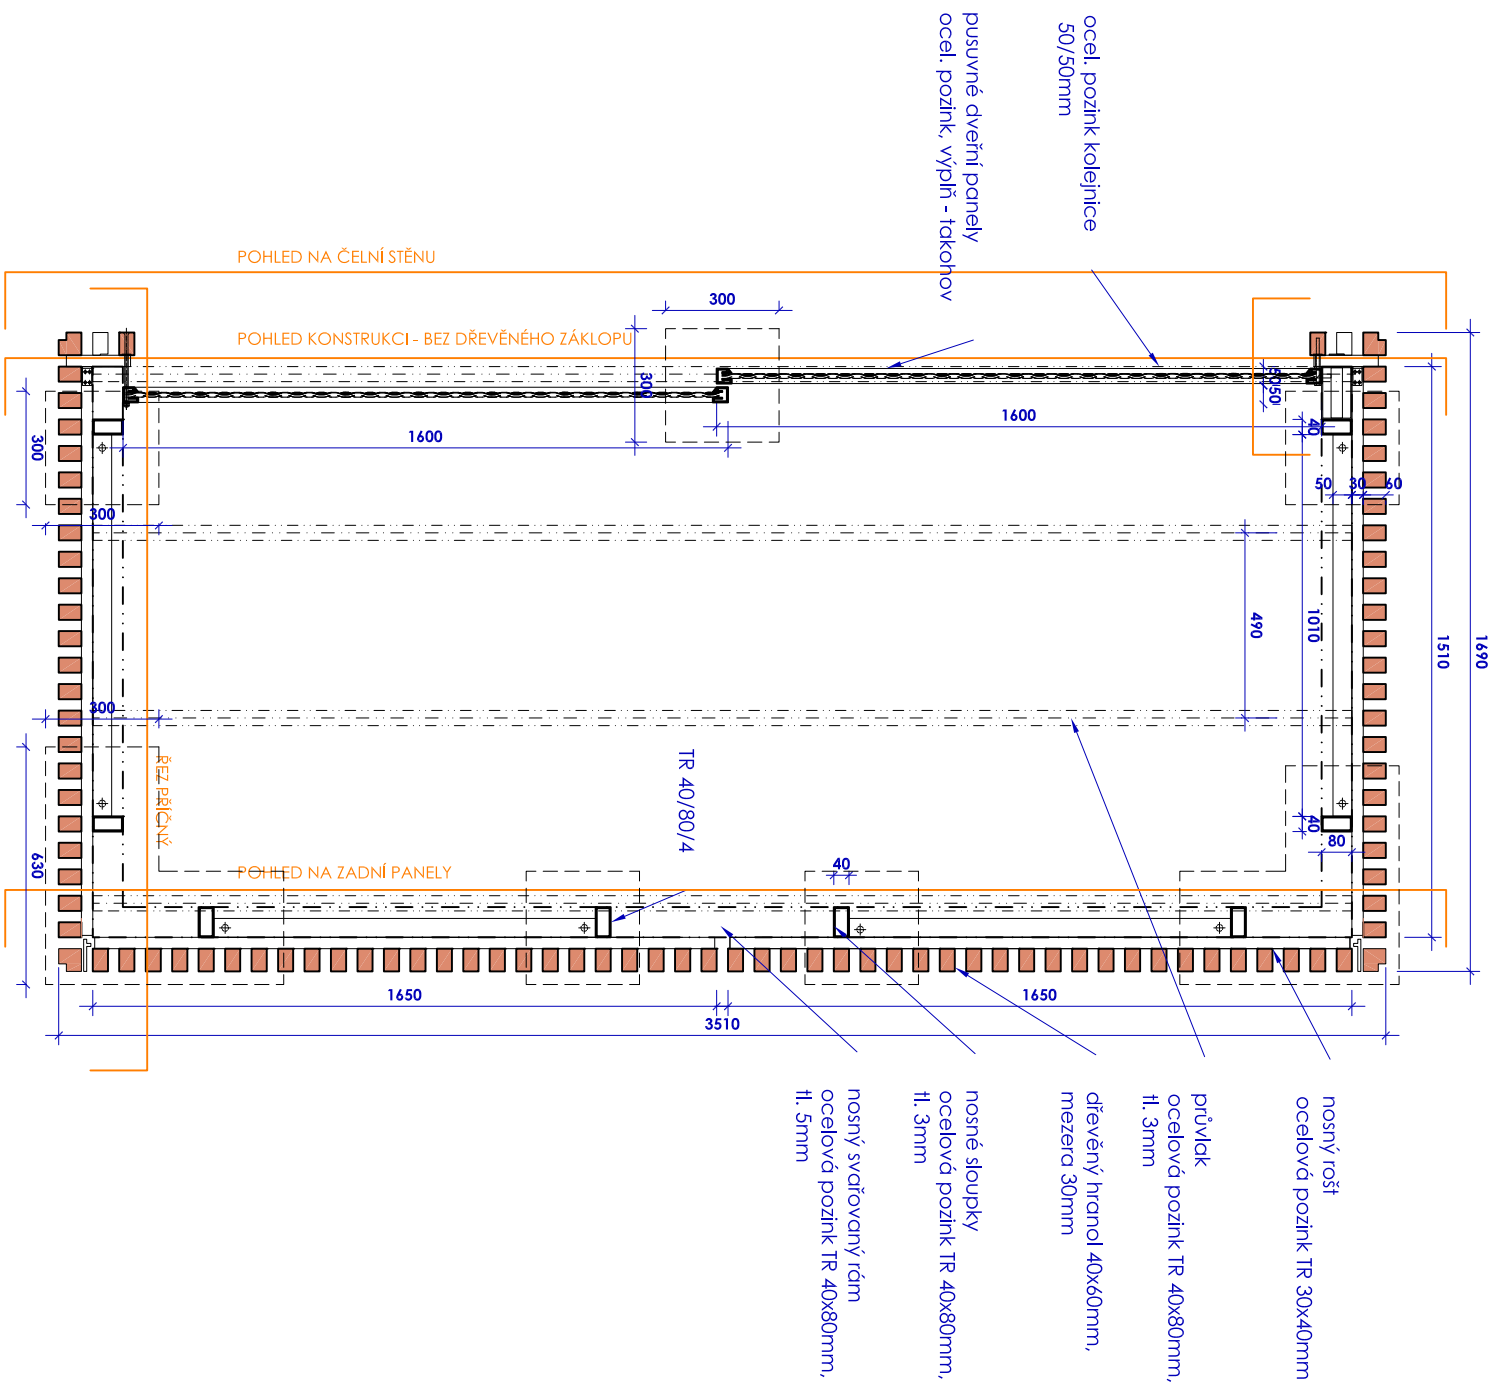 ocel. pozink kolejnice
50/50mm
pusuvné dveřní panely
ocel. pozink, výplň - takohov
POHLED NA ČELNÍ STĚNU
POHLED KONSTRUKCI - BEZ DŘEVĚNÉHO ZÁKLOPU
300
300
50
50
1600
1600
40
50
30
60
300
300
490
1010
1510
1690
300
ŘEZ PŘÍČNÝ
TR 40/80/4
40
80
40
630
POHLED NA ZADNÍ PANELY
1650
1650
3510
nosný rošt
ocelová pozink TR 30x40mm
průvlak
ocelová pozink TR 40x80mm,
tl. 3mm
dřevěný hranol 40x60mm,
mezera 30mm
nosné sloupky
ocelová pozink TR 40x80mm,
tl. 3mm
nosný svařovaný rám
ocelová pozink TR 40x80mm,
tl. 5mm